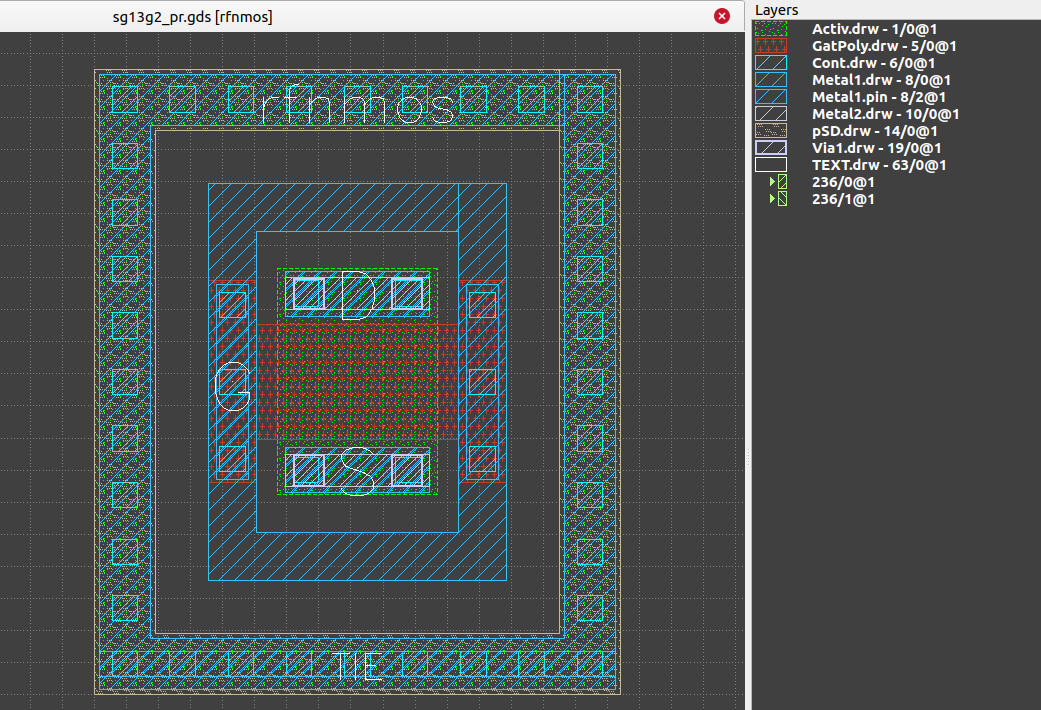 sg13g2_pr.gds [rfnmos]
Layers
Activ.drw - 1/0@1
GatPoly.drw - 5/0@1
Cont.drw - 6/0@1
Metal1.drw - 8/0@1
Metal1.pin - 8/2@1
Metal2.drw - 10/0@1
pSD.drw - 14/0@1
Via1.drw - 19/0@1
TEXT.drw - 63/0@1
236/0@1
236/1@1
rfnmos
D
G
S
TIE